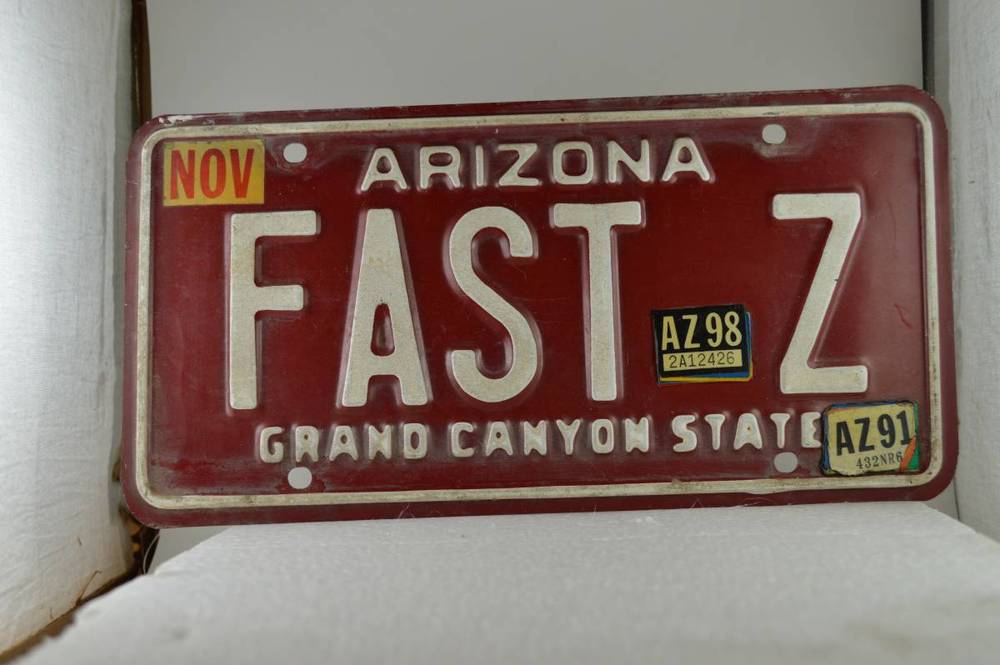 NOV
ARIZONA
FAST Z
AZ 98
2A12426
GRAND CANYON STATE
AZ 91
432NR6